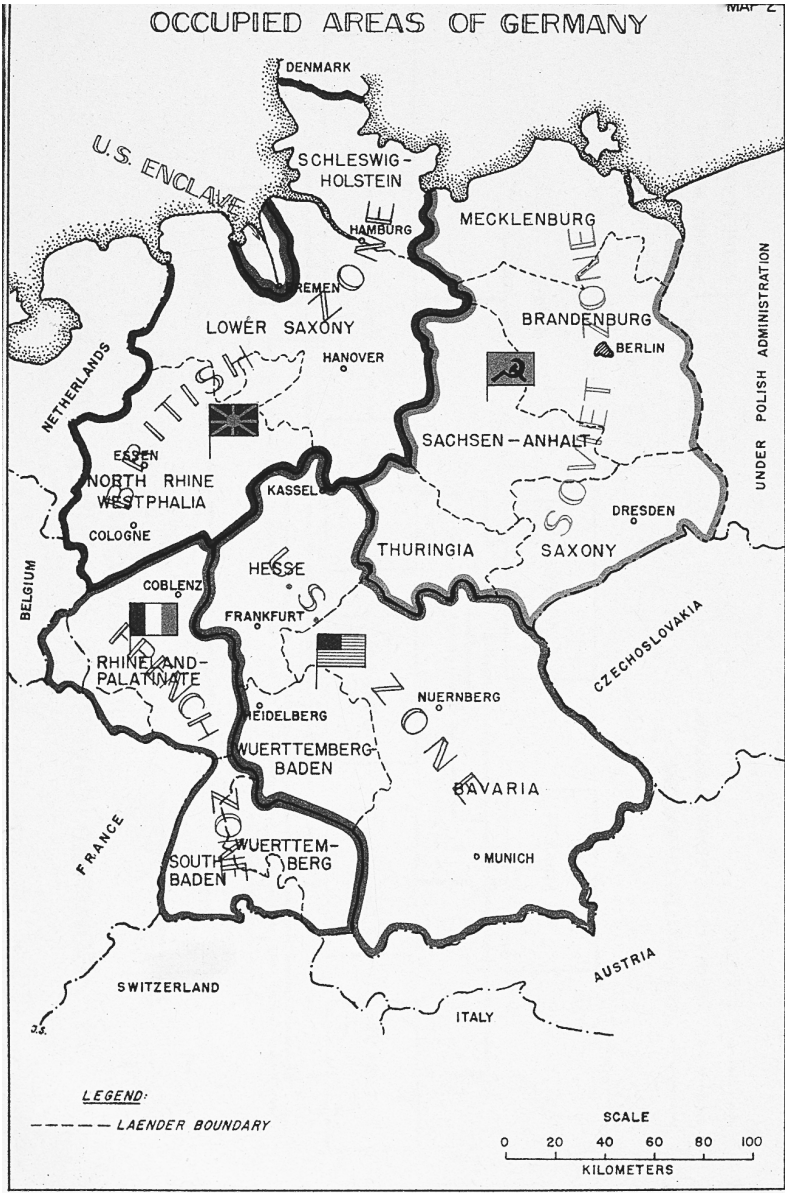 MAP 2
OCCUPIED AREAS OF GERMANY
DENMARK
U.S. ENCLAVE
SCHLESWIG-
HOLSTEIN
HAMBURG
MECKLENBURG
BREMEN
LOWER SAXONY
HANOVER
BRITISH ZONE
NETHERLANDS
BRANDENBURG
BERLIN
SOVIET ZONE
UNDER POLISH ADMINISTRATION
SACHSEN-ANHALT
ESSEN
NORTH RHINE
WESTPHALIA
COLOGNE
KASSEL
DRESDEN
THURINGIA
SAXONY
BELGIUM
COBLENZ
HESSE
FRANKFURT
U.S. ZONE
RHINELAND-
PALATINATE
FRENCH ZONE
CZECHOSLOVAKIA
NUERNBERG
HEIDELBERG
WUERTTEMBERG
BADEN
BAVARIA
FRANCE
WUERTTEM-
BERG
SOUTH
BADEN
MUNICH
SWITZERLAND
AUSTRIA
ITALY
J.S.
LEGEND:
LAENDER BOUNDARY
SCALE
0 20 40 60 80 100
KILOMETERS